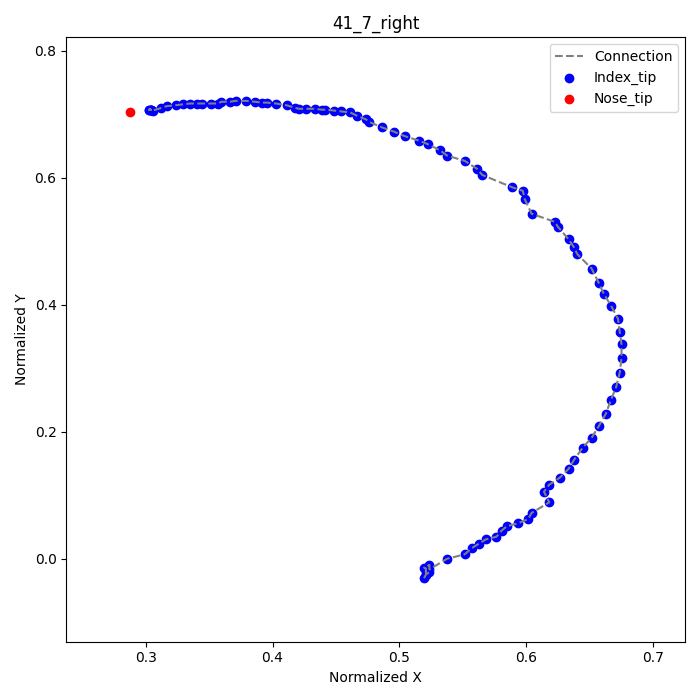 41_7_right
Connection
Index_tip
Nose_tip
0.8
0.6
0.4
0.2
0.0
Normalized Y
0.3 0.4 0.5 0.6 0.7
Normalized X